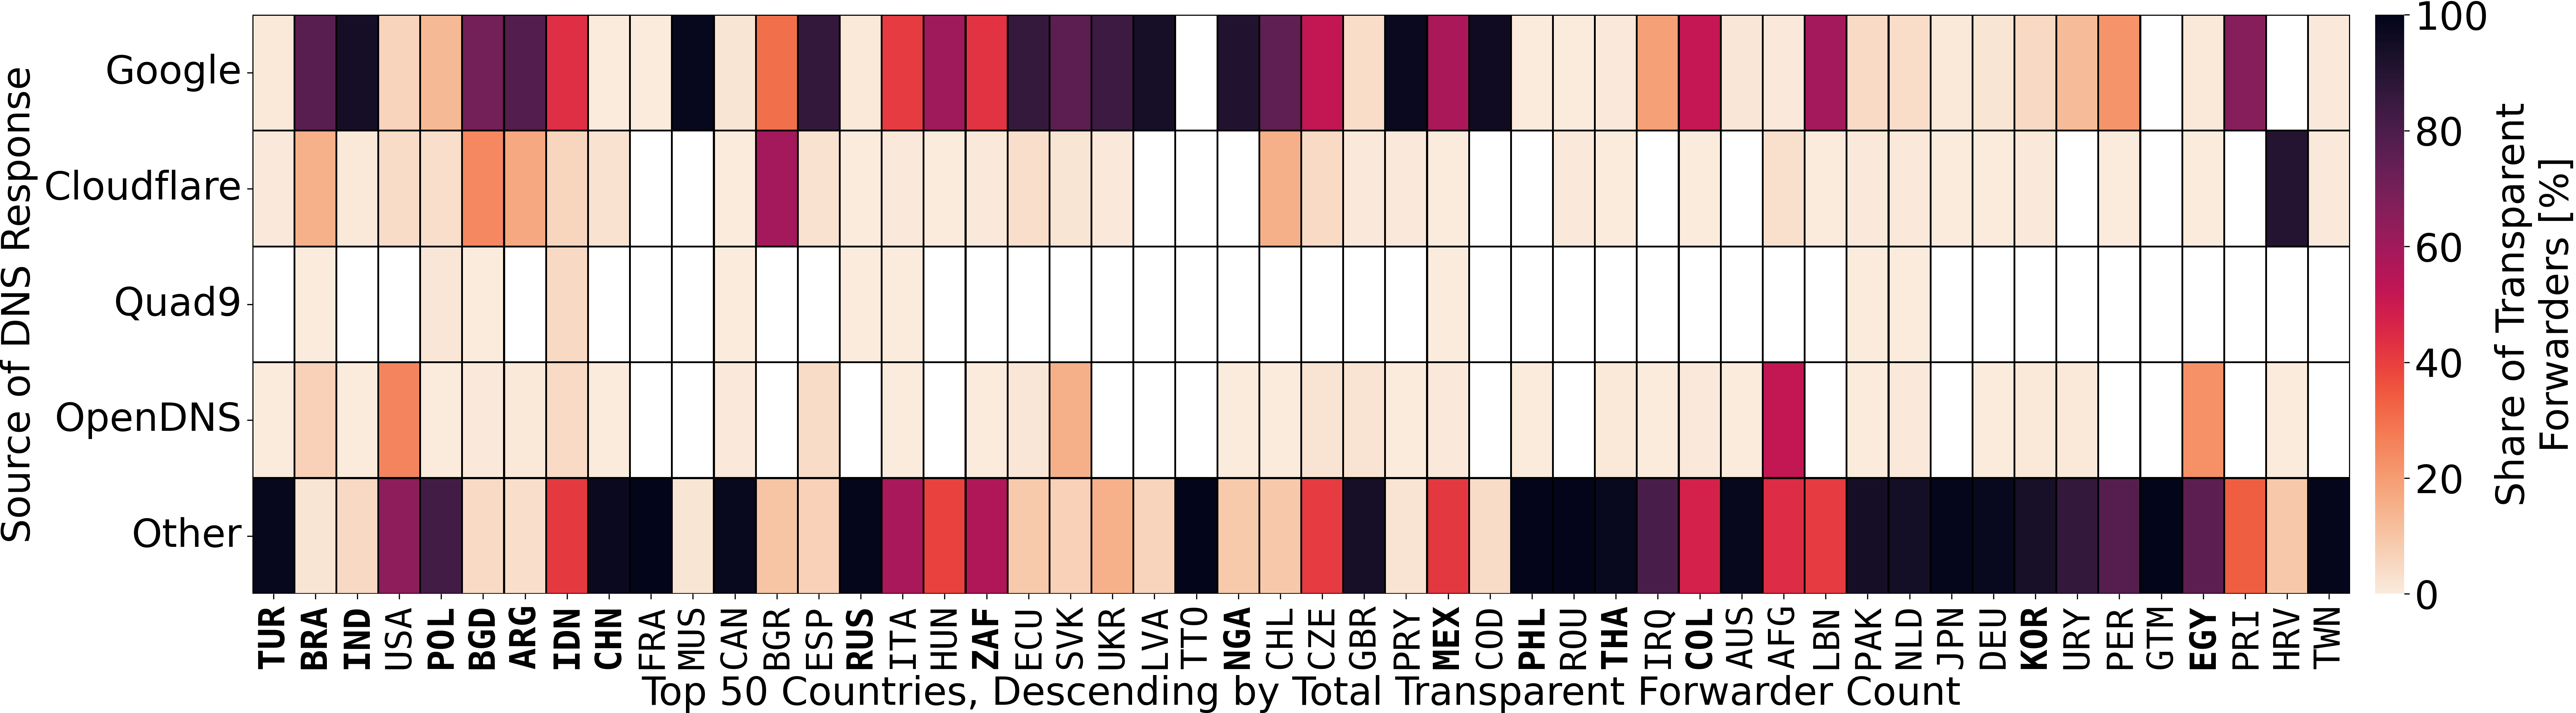 Source of DNS Response
Google
Cloudflare
Quad9
OpenDNS
Other
TUR
BRA
IND
USA
POL
BGD
ARG
IDN
CHN
FRA
MUS
CAN
BGR
ESP
RUS
ITA
HUN
ZAF
ECU
SVK
UKR
LVA
TTO
NGA
CHL
CZE
GBR
PRY
MEX
COD
PHL
ROU
THA
IRQ
COL
AUS
AFG
LBN
PAK
NLD
JPN
DEU
KOR
URY
PER
GTM
EGY
PRI
HRV
TWN
Top 50 Countries, Descending by Total Transparent Forwarder Count
100
80
60
40
20
0
Share of Transparent
Forwarders [%]